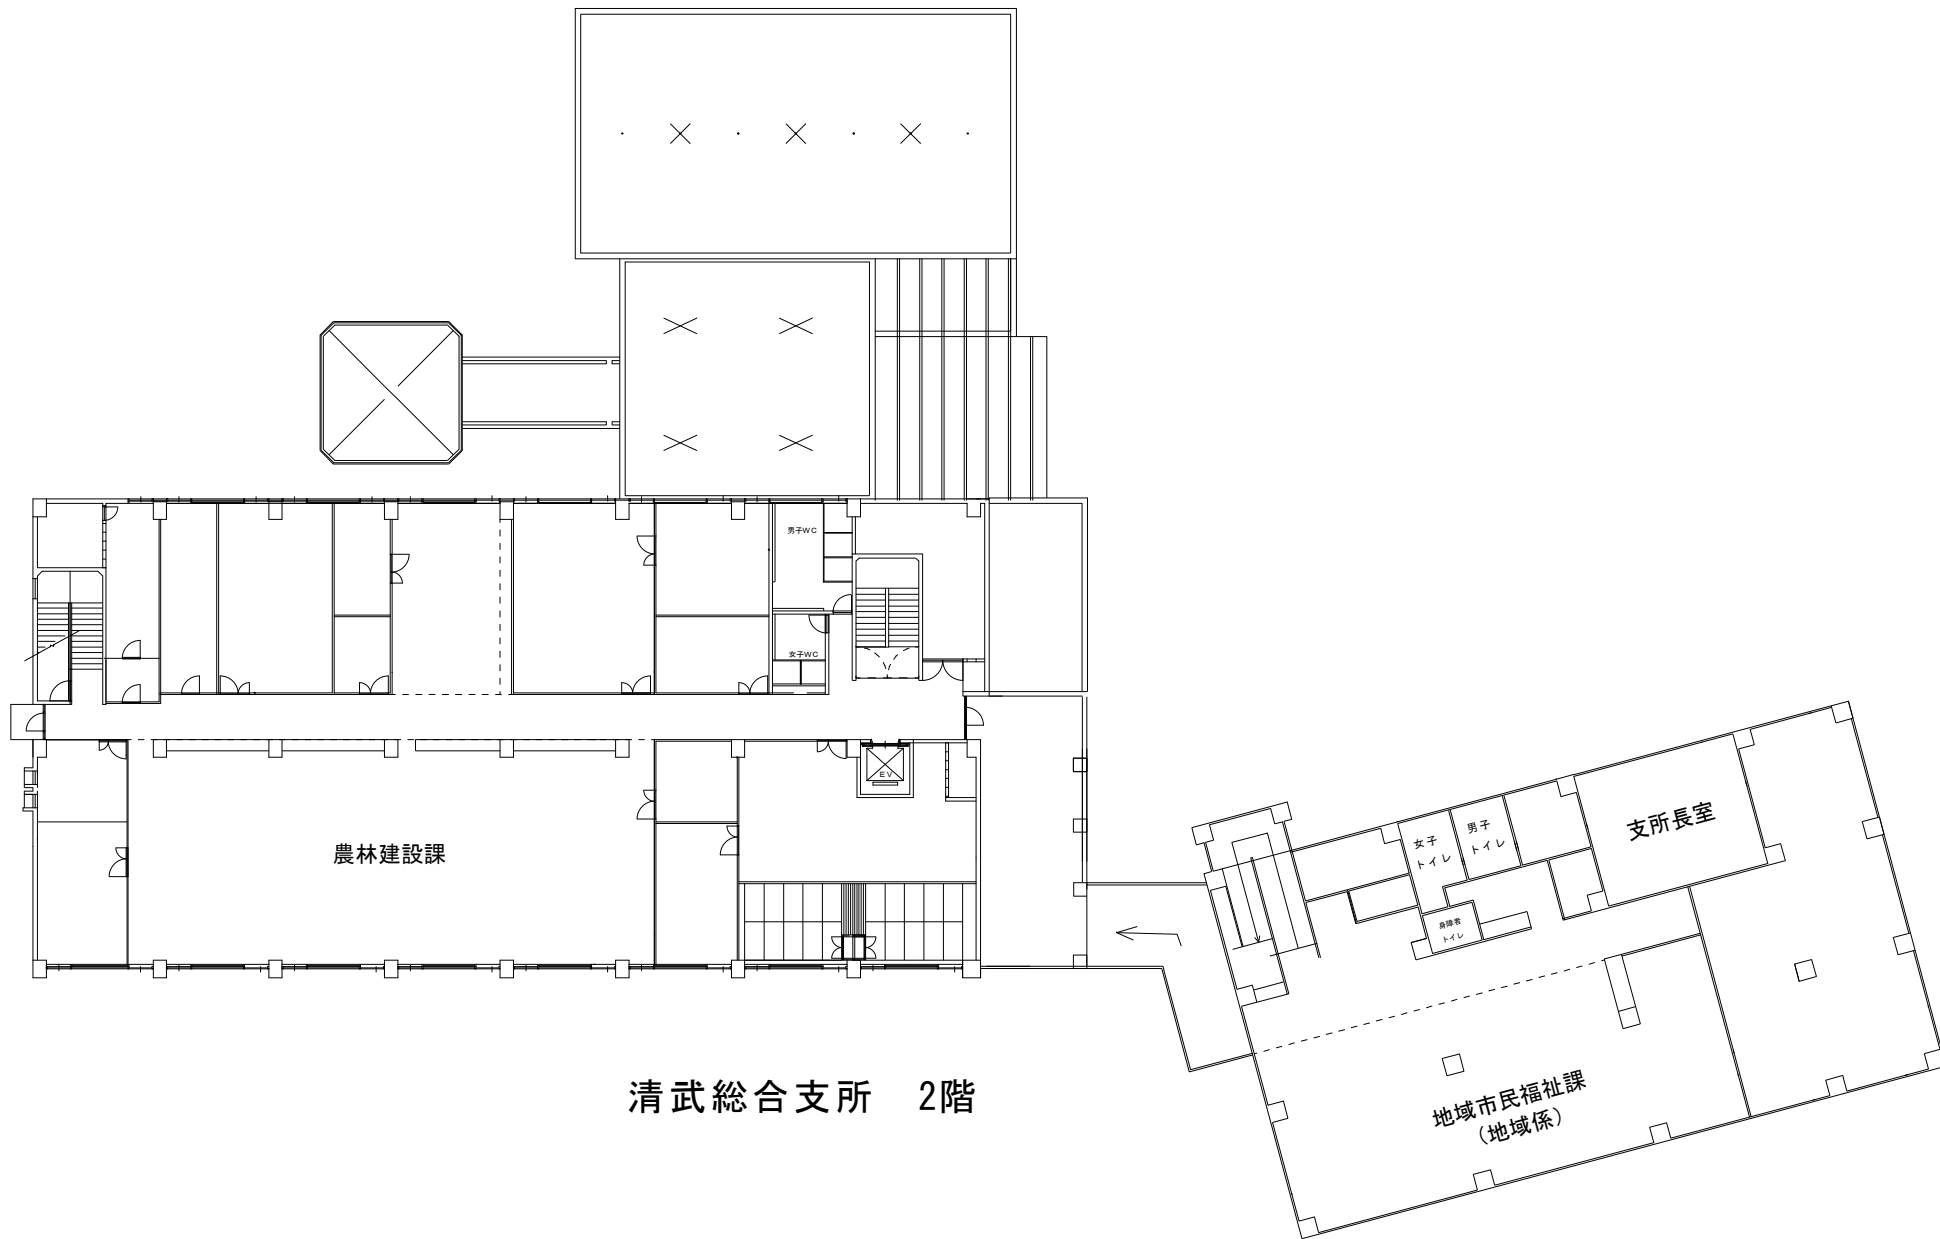 男子WC
女子WC
EV
農林建設課
支所長室
女子
トイレ
男子
トイレ
身障者
トイレ
地域市民福祉課
(地域係)
清武総合支所　2階